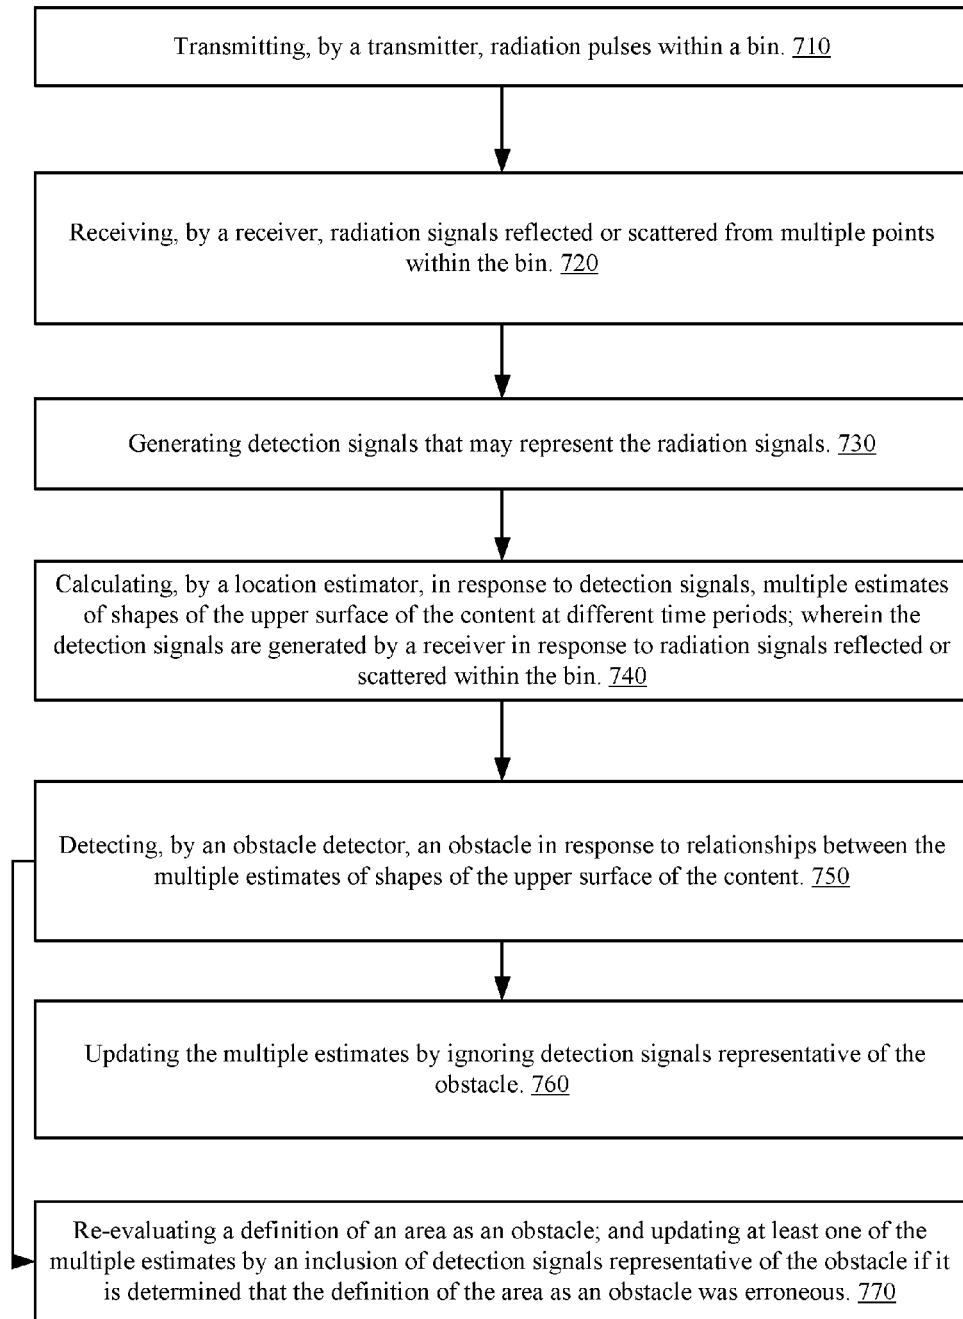 Transmitting, by a transmitter, radiation pulses within a bin. 710
Receiving, by a receiver, radiation signals reflected or scattered from multiple points
within the bin. 720
Generating detection signals that may represent the radiation signals. 730
Calculating, by a location estimator, in response to detection signals, multiple estimates
of shapes of the upper surface of the content at different time periods; wherein the
detection signals are generated by a receiver in response to radiation signals reflected or
scattered within the bin. 740
Detecting, by an obstacle detector, an obstacle in response to relationships between the
multiple estimates of shapes of the upper surface of the content. 750
Updating the multiple estimates by ignoring detection signals representative of the
obstacle. 760
Re-evaluating a definition of an area as an obstacle; and updating at least one of the
multiple estimates by an inclusion of detection signals representative of the obstacle if it
is determined that the definition of the area as an obstacle was erroneous. 770